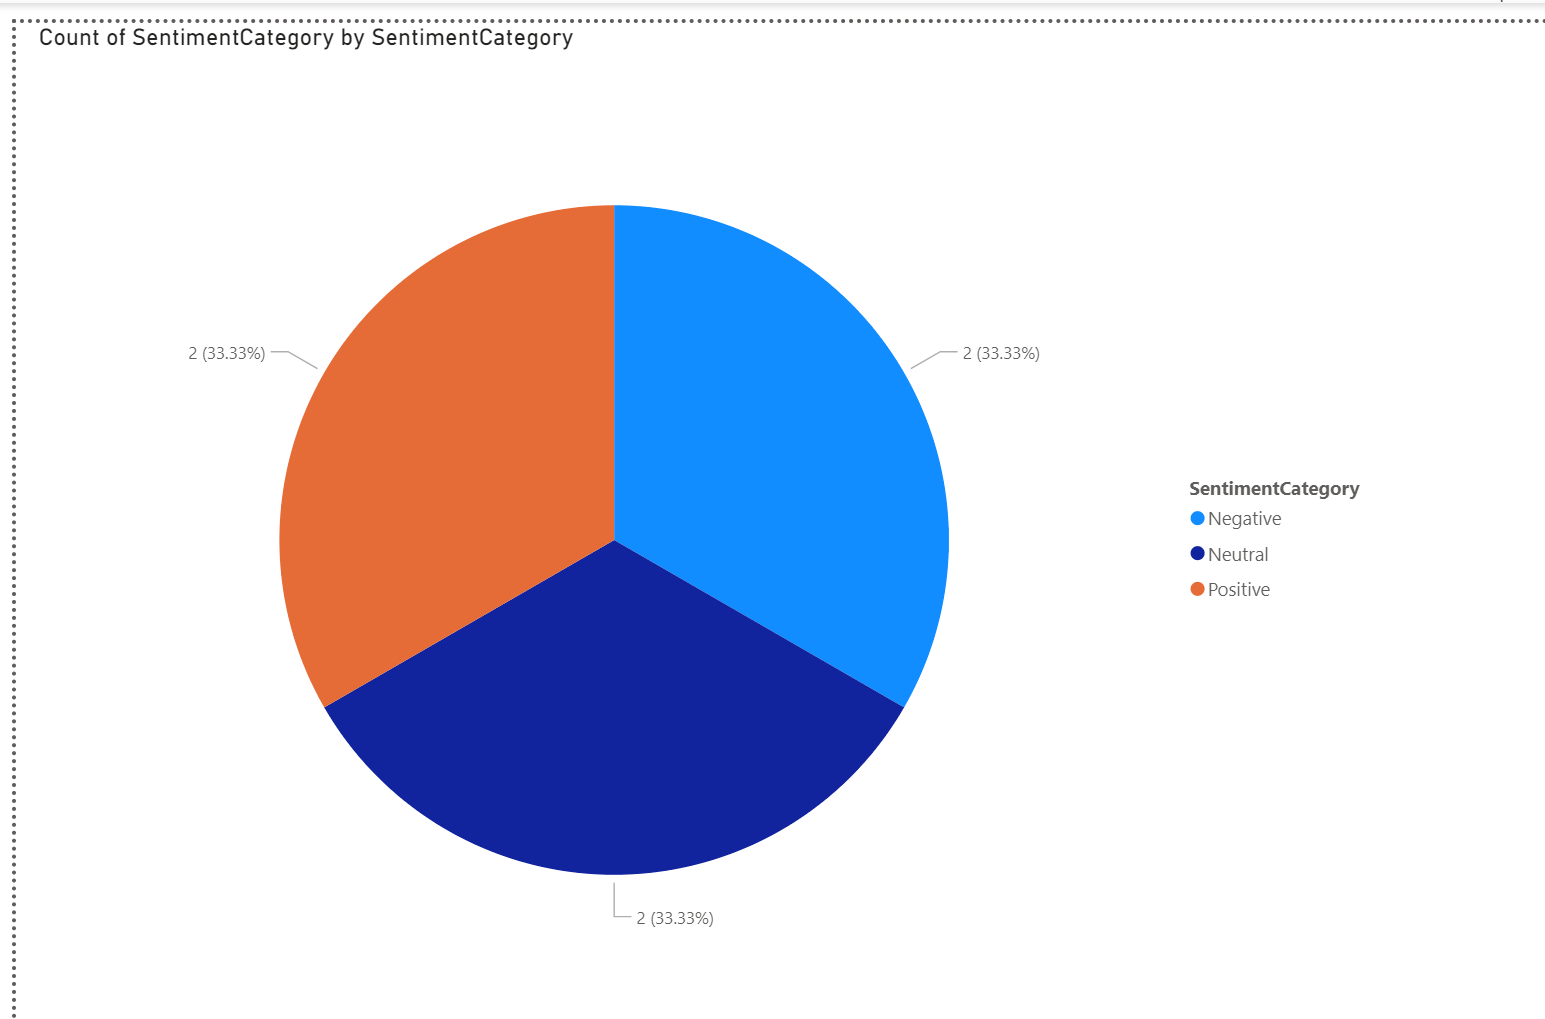 Count of SentimentCategory by SentimentCategory
2 (33.33%)
2 (33.33%)
2 (33.33%)
SentimentCategory
Negative
Neutral
Positive